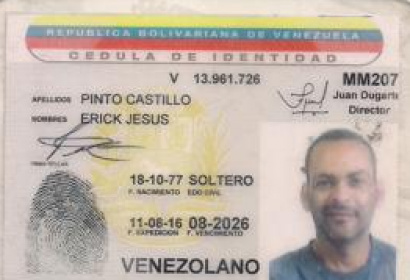 REPUBLICA BOLIVARIANA DE VENEZUELA
CEDULA DE IDENTIDAD
V 13.961.726
MM207
APELLIDOS PINTO CASTILLO
Juan Dugarte
Director
NOMBRES ERICK JESUS
FIRMA TITULAR
18-10-77 SOLTERO
F. NACIMIENTO EDO CIVIL
11-08-16 08-2026
F. EXPEDICION F. VENCIMIENTO
VENEZOLANO